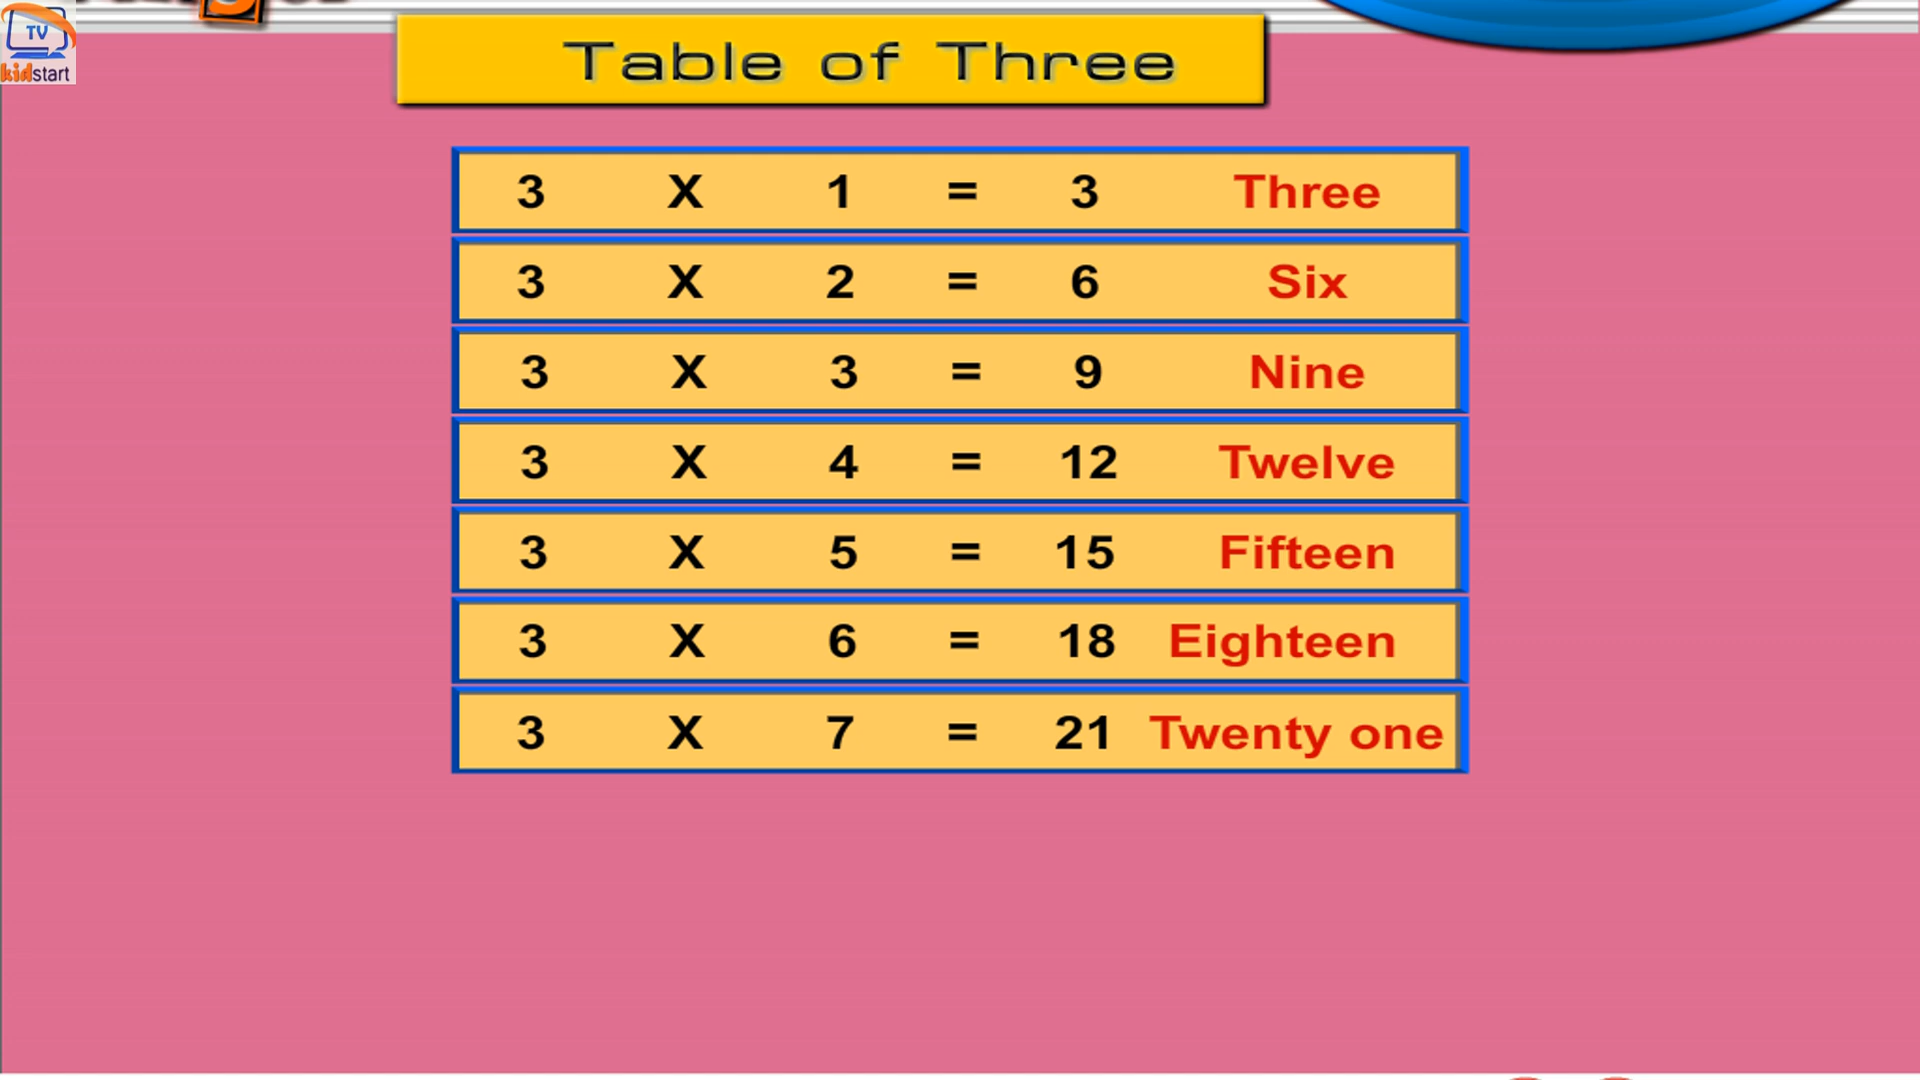 TV
kidstart
Table of Three
3 X 1 = 3 Three
3 X 2 = 6 Six
3 X 3 = 9 Nine
3 X 4 = 12 Twelve
3 X 5 = 15 Fifteen
3 X 6 = 18 Eighteen
3 X 7 = 21 Twenty one